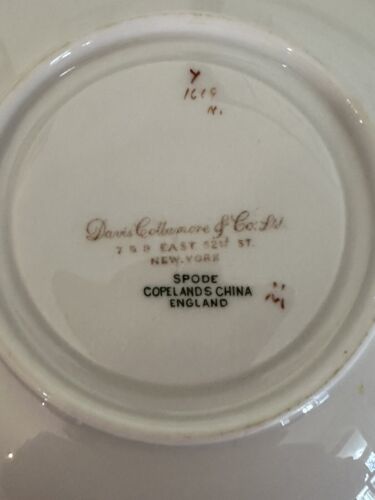 Y
1619
N.
Davis Collamore & Co. Ltd.
7 & 9 EAST 52ND ST.
NEW.YORK
SPODE
COPELANDS CHINA
ENGLAND